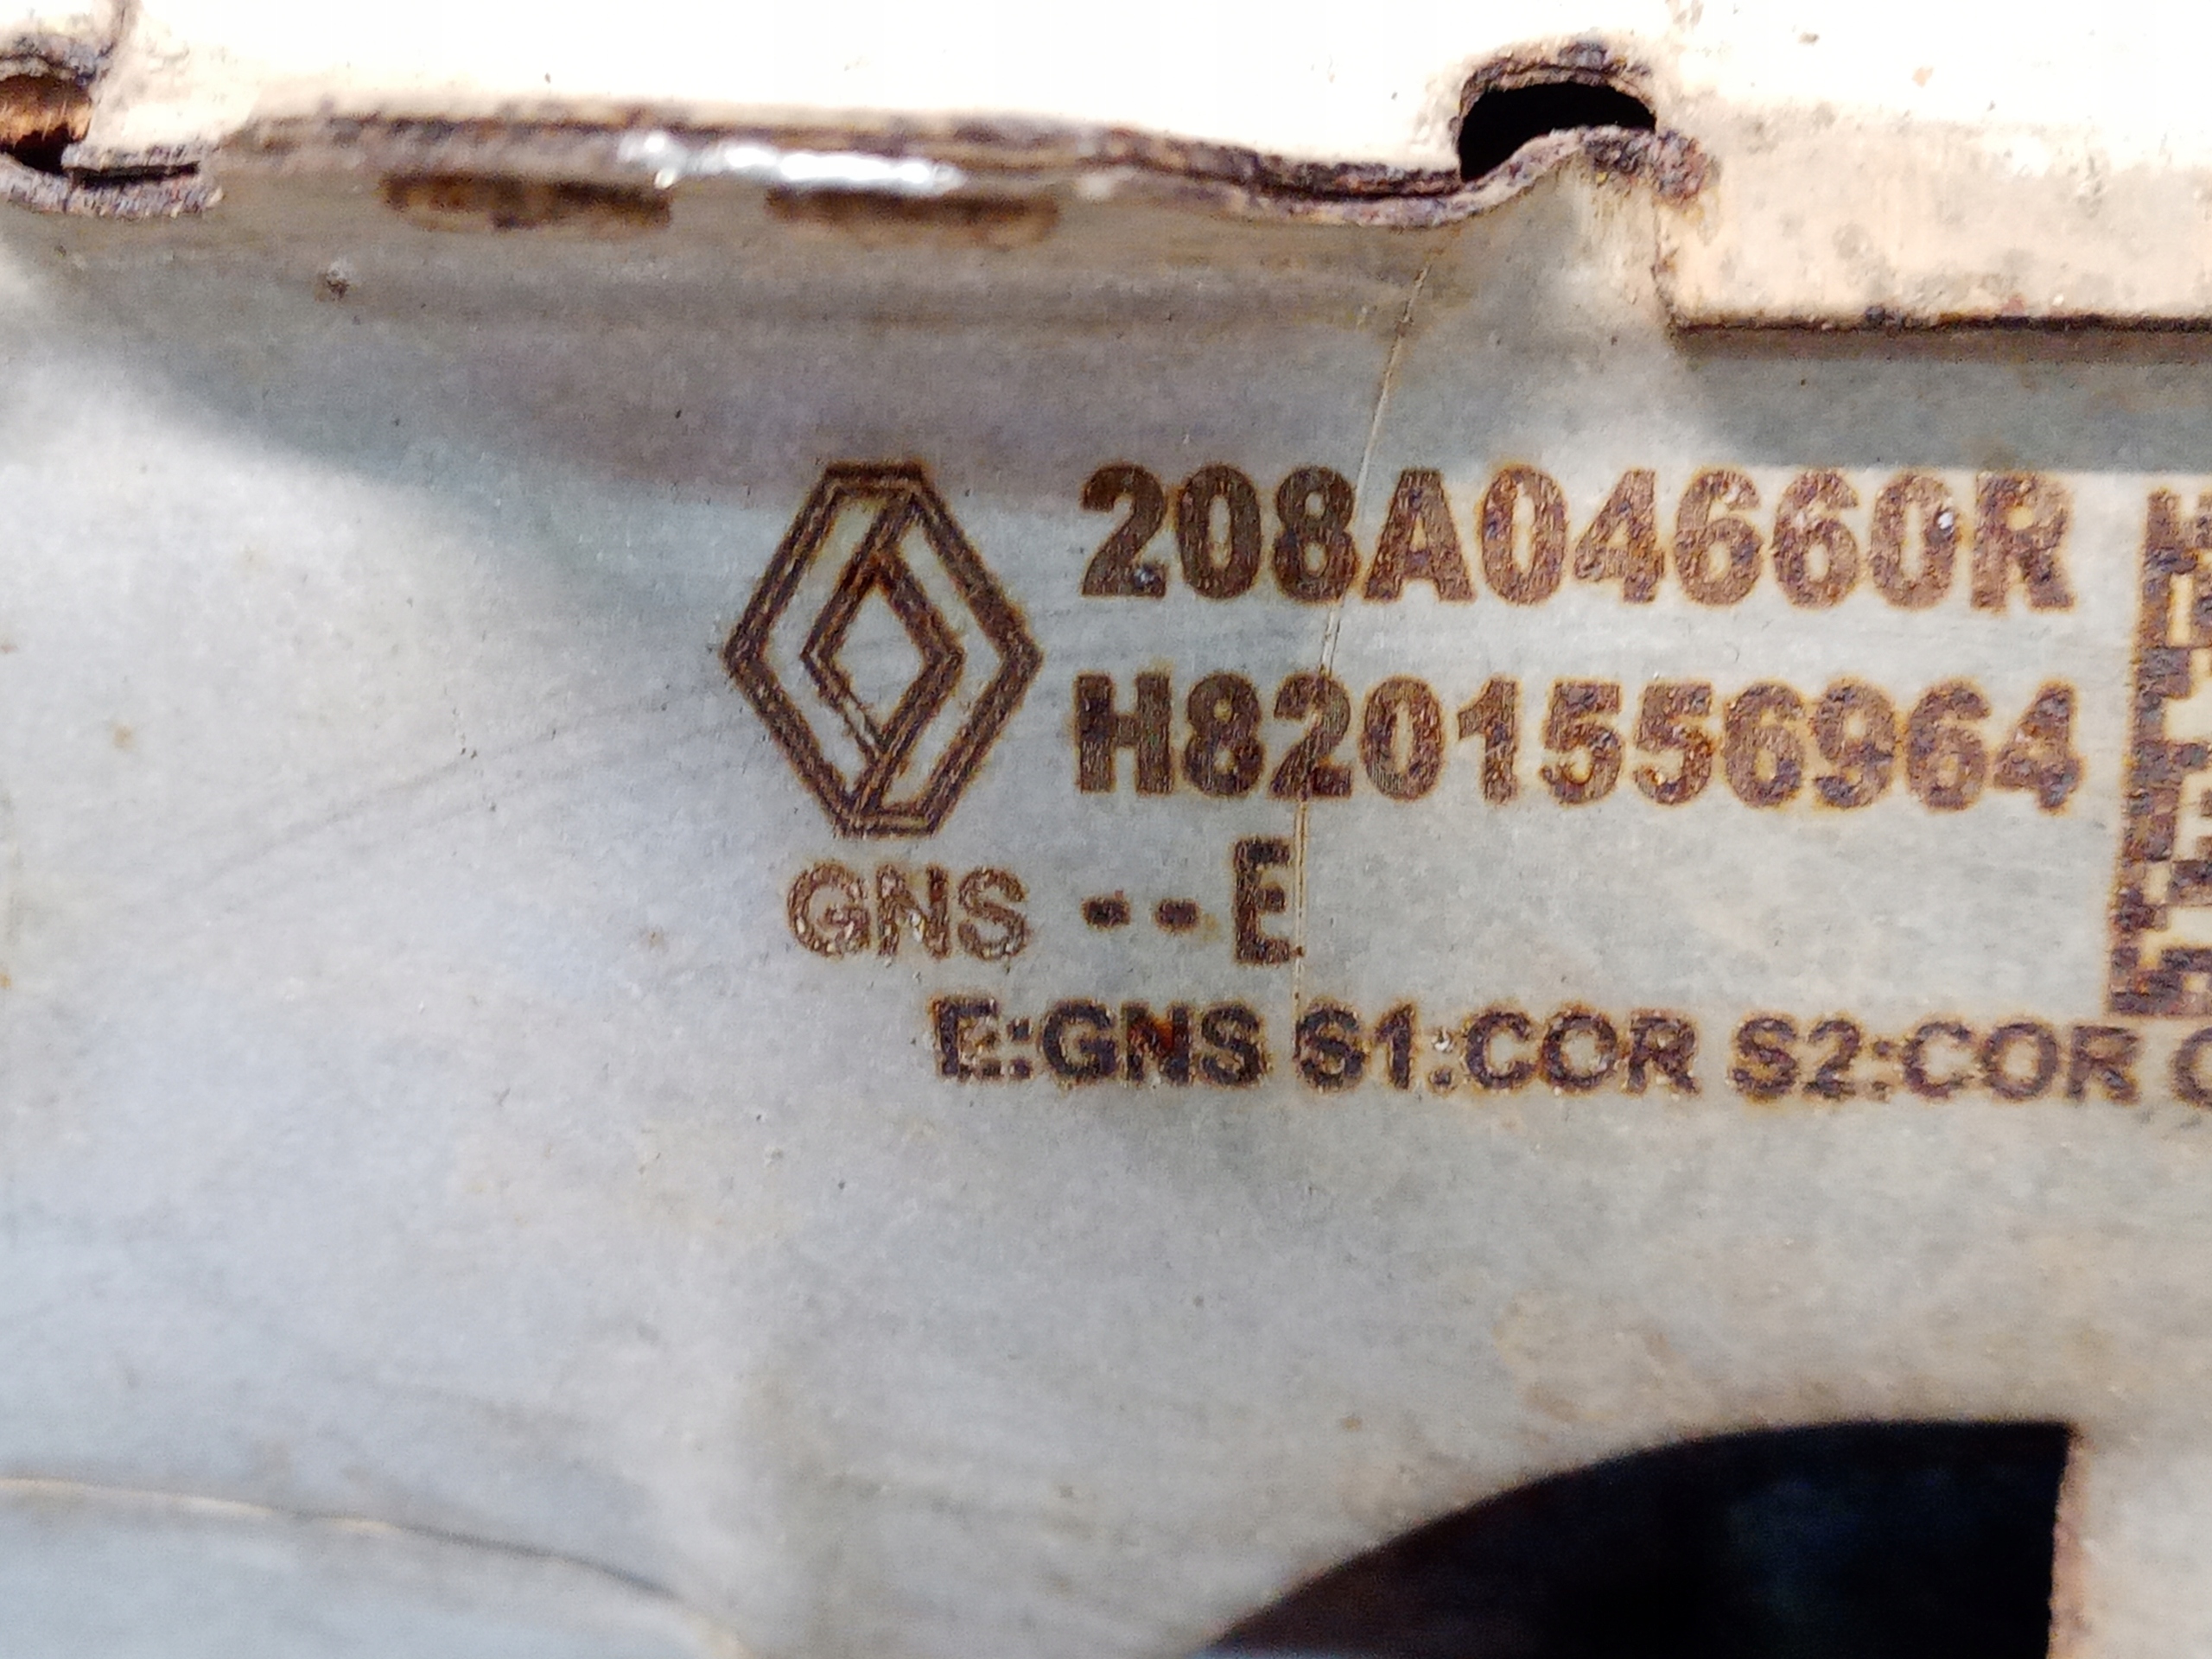 208A04660R
H8201556964
GNS --E
E:GNS S1:COR S2:COR